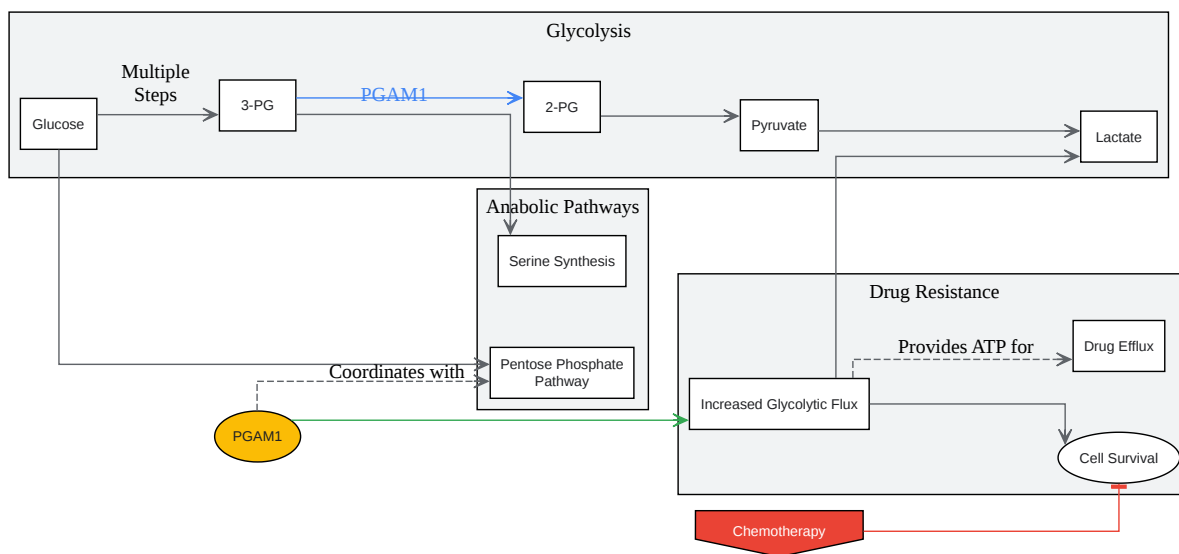 Glycolysis
Multiple
Steps
Glucose
3-PG
PGAM1
2-PG
Pyruvate
Lactate
Anabolic Pathways
Serine Synthesis
Pentose Phosphate
Pathway
Coordinates with
PGAM1
Drug Resistance
Provides ATP for
Drug Efflux
Increased Glycolytic Flux
Cell Survival
Chemotherapy